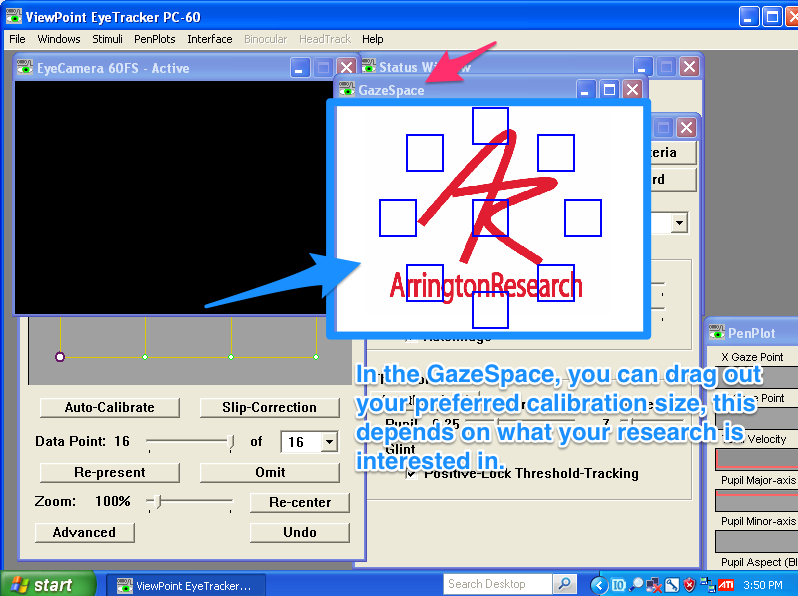 ViewPoint EyeTracker PC-60
File Windows Stimuli PenPlots Interface Binocular HeadTrack Help
EyeCamera 60FS - Active
Status Window
GazeSpace
teria
rd
ArringtonResearch
AutoImage
In the GazeSpace, you can drag out
your preferred calibration size, this
depends on what your research is
interested in.
Pupil
Glint
Positive-Lock Threshold-Tracking
Auto-Calibrate Slip-Correction
Data Point: 16 of 16
Re-present Omit
Zoom: 100% Re-center
Advanced Undo
PenPlot
X Gaze Point
e Point
Velocity
Pupil Major-axis
Pupil Minor-axis
Pupil Aspect (Bl
start ViewPoint EyeTracker... Search Desktop ATI 3:50 PM